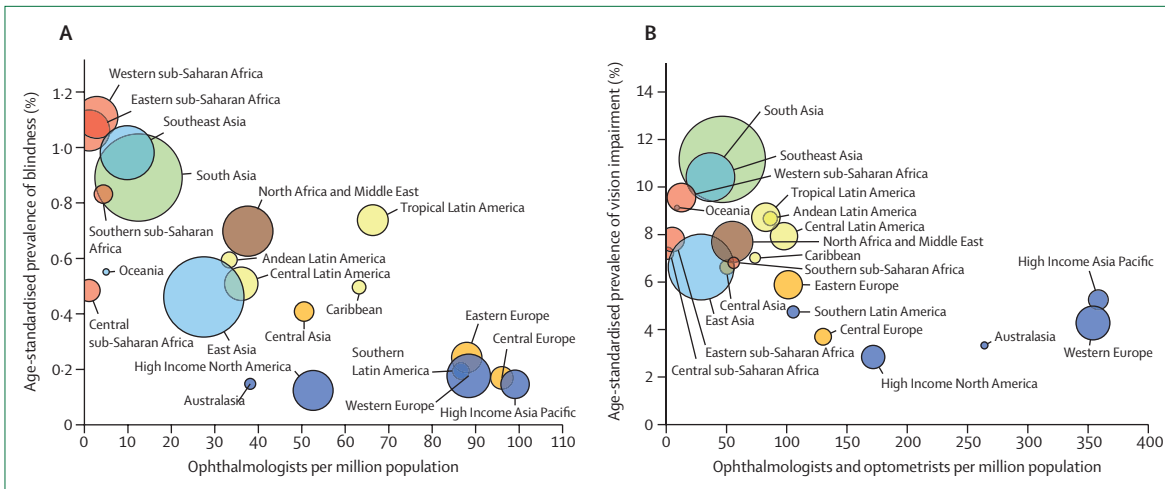 A
Age-standardised prevalence of blindness (%)
1·2
1·0
0·8
0·6
0·4
0·2
0
Western sub-Saharan Africa
Eastern sub-Saharan Africa
Southeast Asia
South Asia
North Africa and Middle East
Tropical Latin America
Southern sub-Saharan
Africa
Oceania
Andean Latin America
Central Latin America
Caribbean
Central
sub-Saharan Africa
East Asia
Central Asia
High Income North America
Australasia
Southern
Latin America
Western Europe
Eastern Europe
Central Europe
High Income Asia Pacific
0 10 20 30 40 50 60 70 80 90 100 110
Ophthalmologists per million population
B
Age-standardised prevalence of vision impairment (%)
14
12
10
8
6
4
2
0
South Asia
Southeast Asia
Western sub-Saharan Africa
Oceania
Tropical Latin America
Andean Latin America
Central Latin America
North Africa and Middle East
Caribbean
Southern sub-Saharan Africa
Eastern Europe
Central Asia
East Asia
Southern Latin America
Eastern sub-Saharan Africa
Central sub-Saharan Africa
Central Europe
High Income North America
High Income Asia Pacific
Australasia
Western Europe
0 50 100 150 200 250 300 350 400
Ophthalmologists and optometrists per million population